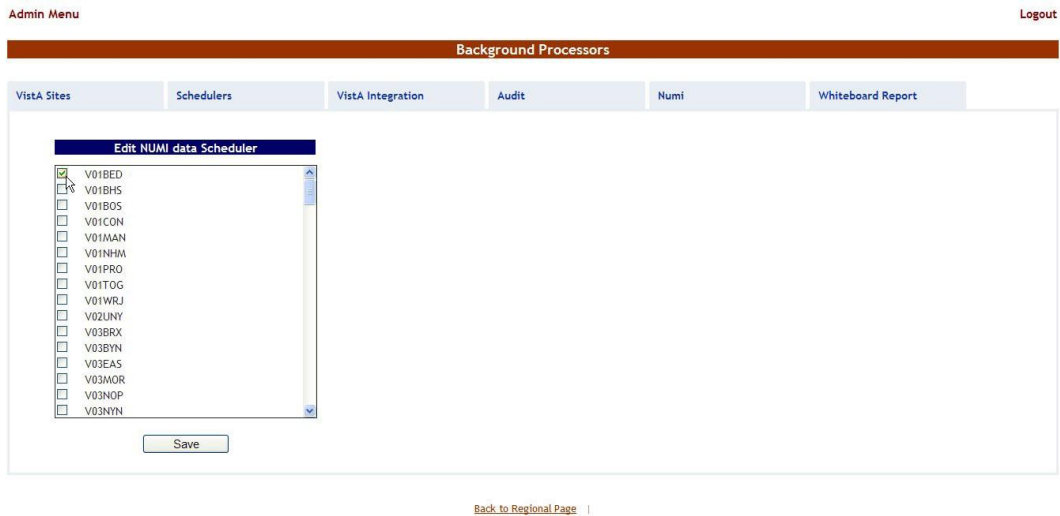 Admin Menu Logout
Background Processors
VistA Sites Schedulers VistA Integration Audit Numi Whiteboard Report
Edit NUMI data Scheduler
V01BED
V01BHS
V01BOS
V01CON
V01MAN
V01NHM
V01PRO
V01TOG
V01WRJ
V02UNY
V03BRX
V03BYN
V03EAS
V03MOR
V03NOP
V03NYN
Save
Back to Regional Page |